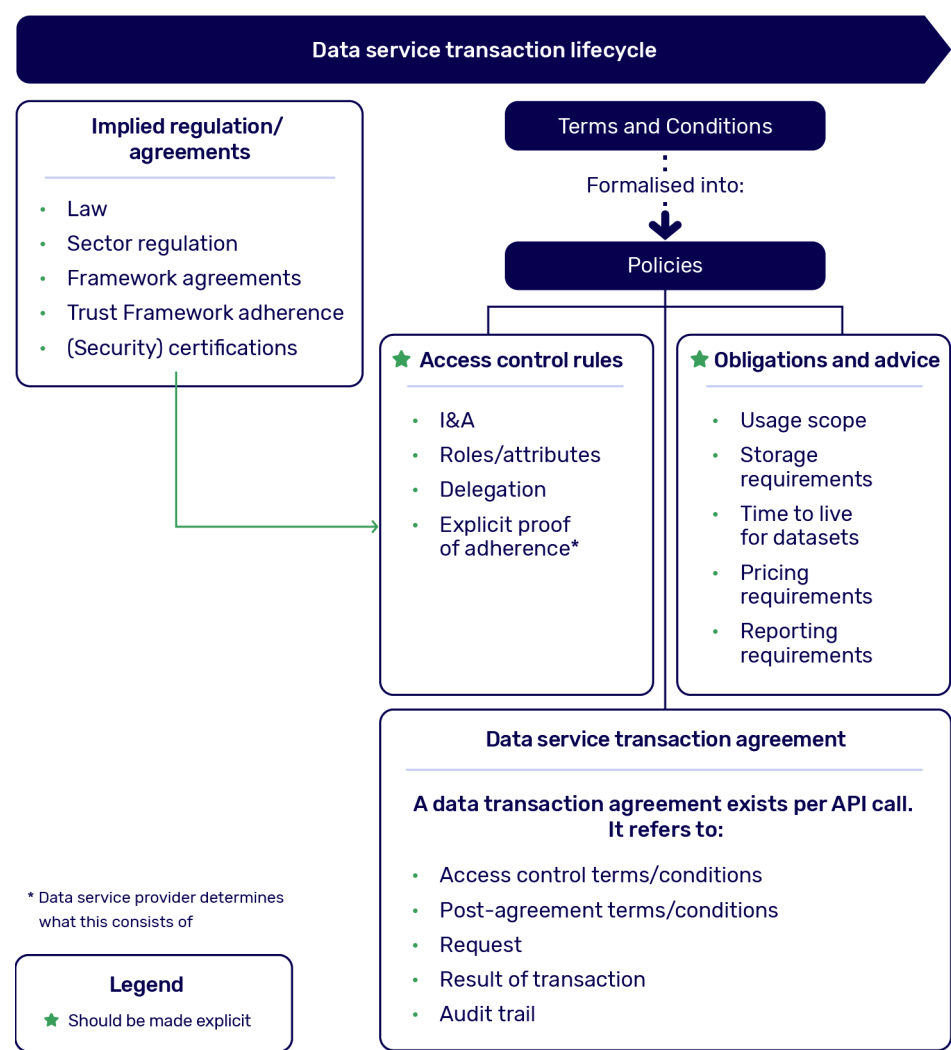 Data service transaction lifecycle
Implied regulation/
agreements
• Law
• Sector regulation
• Framework agreements
• Trust Framework adherence
• (Security) certifications
Terms and Conditions
Formalised into:
Policies
Access control rules
• I&A
• Roles/attributes
• Delegation
• Explicit proof
of adherence*
Obligations and advice
• Usage scope
• Storage
requirements
• Time to live
for datasets
• Pricing
requirements
• Reporting
requirements
Data service transaction agreement
A data transaction agreement exists per API call.
It refers to:
• Access control terms/conditions
• Post-agreement terms/conditions
• Request
• Result of transaction
• Audit trail
* Data service provider determines
what this consists of
Legend
Should be made explicit